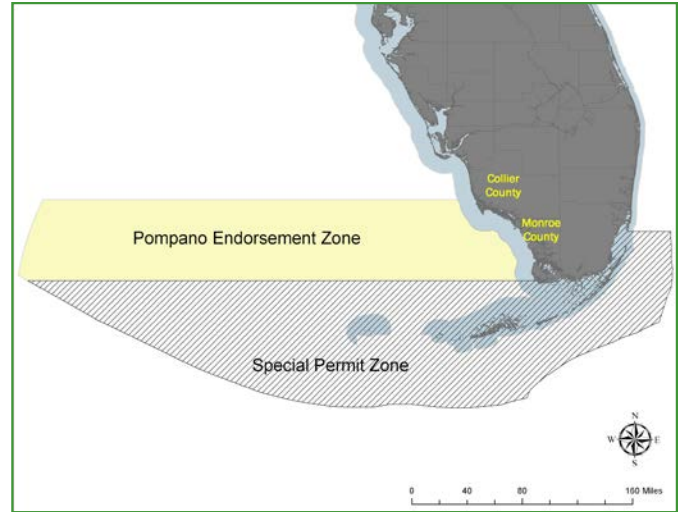 Collier
County
Monroe
County
Pompano Endorsement Zone
Special Permit Zone
N
W E
S
0 40 80 160 Miles